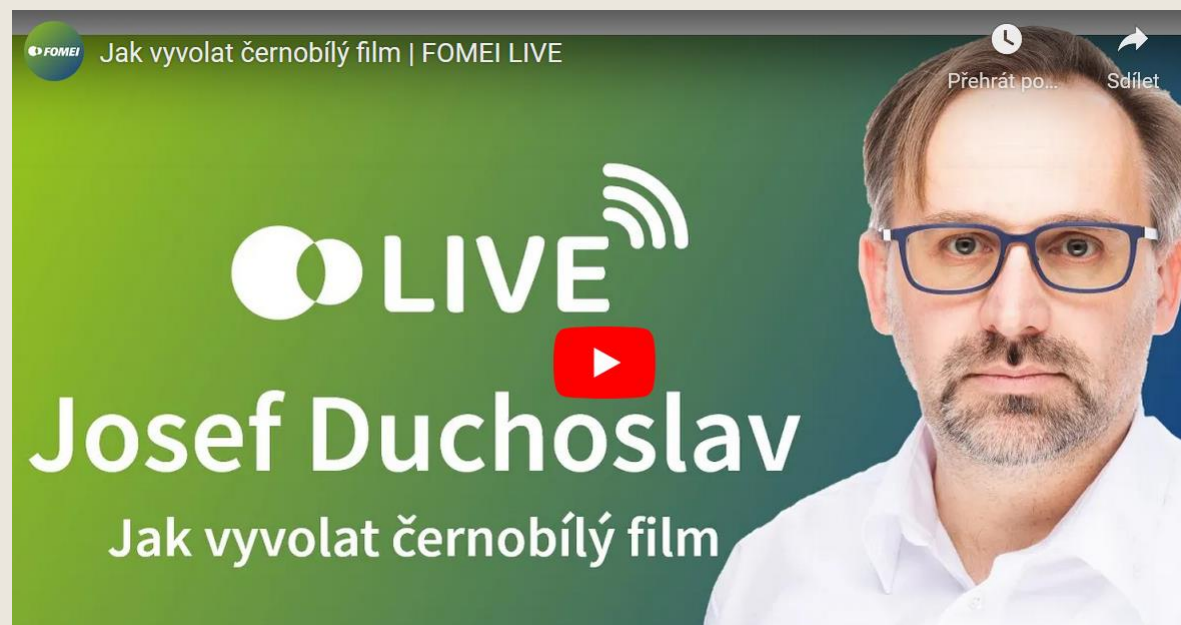 FOMEI
Jak vyvolat černobílý film | FOMEI LIVE
Přehrát po...
Sdílet
LIVE
Josef Duchoslav
Jak vyvolat černobílý film